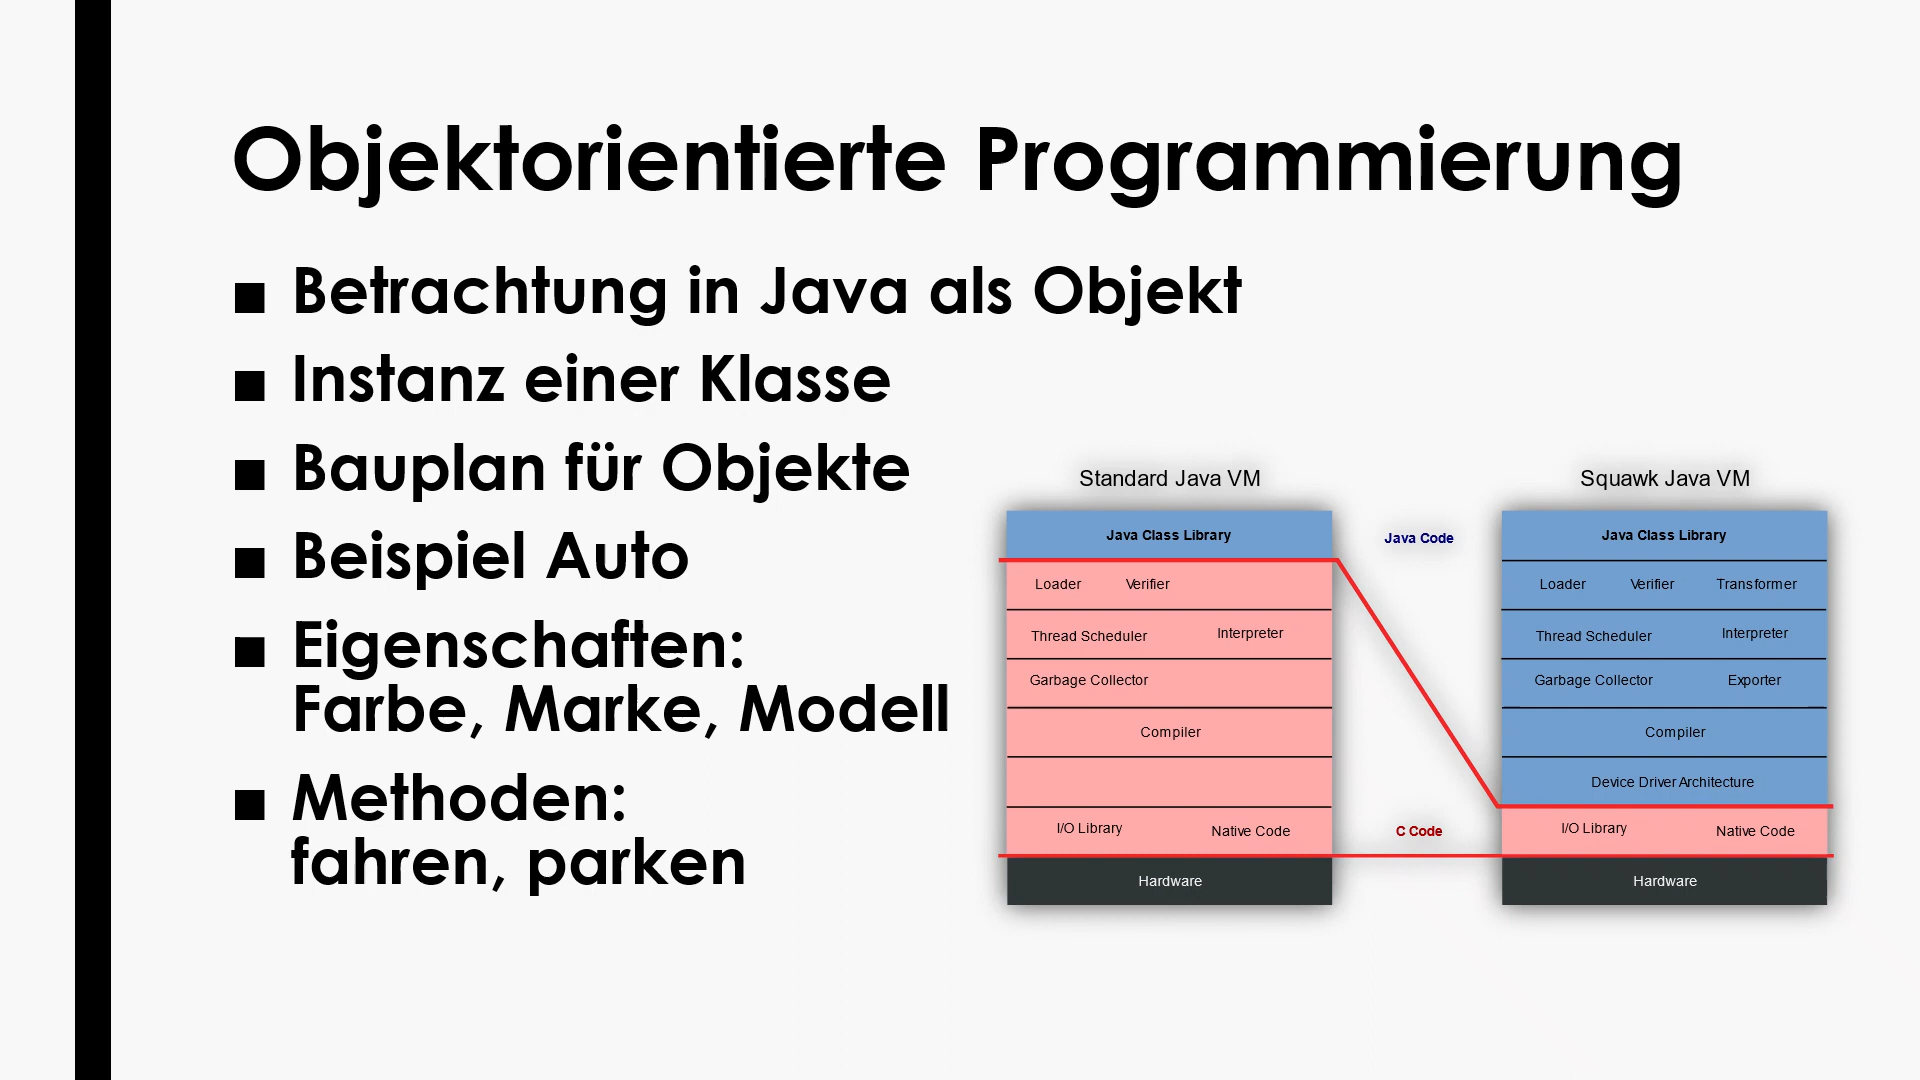 Objektorientierte Programmierung
■ Betrachtung in Java als Objekt
■ Instanz einer Klasse
■ Bauplan für Objekte
■ Beispiel Auto
■ Eigenschaften:
Farbe, Marke, Modell
■ Methoden:
fahren, parken
Standard Java VM
Java Class Library
Loader Verifier
Thread Scheduler Interpreter
Garbage Collector
Compiler
I/O Library Native Code
Hardware
Java Code
C Code
Squawk Java VM
Java Class Library
Loader Verifier Transformer
Thread Scheduler Interpreter
Garbage Collector Exporter
Compiler
Device Driver Architecture
I/O Library Native Code
Hardware